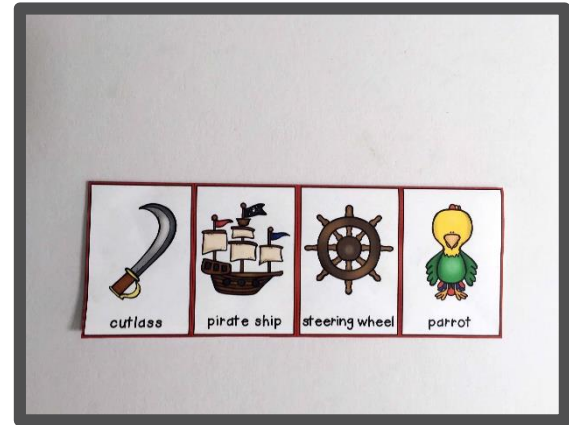 cutlass
pirate ship
steering wheel
parrot